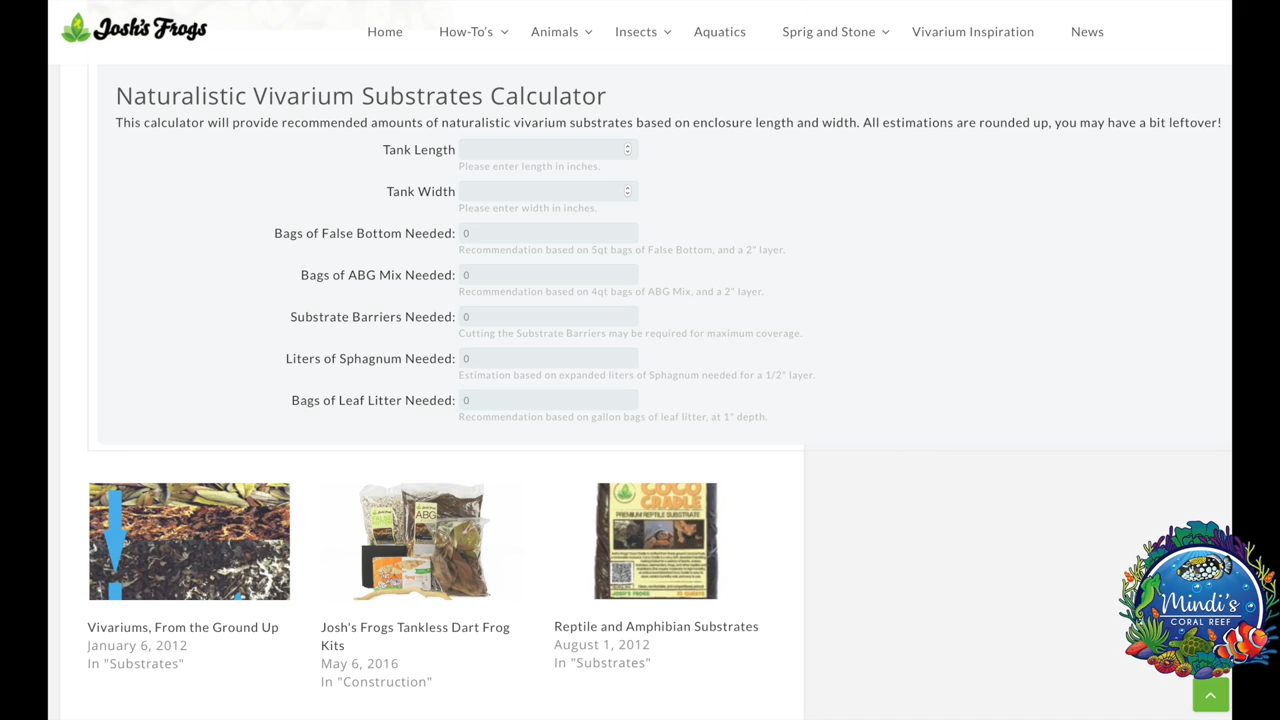 Josh's Frogs
Home How-To's Animals Insects Aquatics Sprig and Stone Vivarium Inspiration News
Naturalistic Vivarium Substrates Calculator
This calculator will provide recommended amounts of naturalistic vivarium substrates based on enclosure length and width. All estimations are rounded up, you may have a bit leftover!
Tank Length
Please enter length in inches.
Tank Width
Please enter width in inches.
Bags of False Bottom Needed: 0
Recommendation based on 5qt bags of False Bottom, and a 2" layer.
Bags of ABG Mix Needed: 0
Recommendation based on 4qt bags of ABG Mix, and a 2" layer.
Substrate Barriers Needed: 0
Cutting the Substrate Barriers may be required for maximum coverage.
Liters of Sphagnum Needed: 0
Estimation based on expanded liters of Sphagnum needed for a 1/2" layer.
Bags of Leaf Litter Needed: 0
Recommendation based on gallon bags of leaf litter, at 1" depth.
ABG
COCO
CRADLE
PREMIUM REPTILE SUBSTRATE
JOSH'S FROGS
Vivariums, From the Ground Up
January 6, 2012
In "Substrates"
Josh's Frogs Tankless Dart Frog
Kits
May 6, 2016
In "Construction"
Reptile and Amphibian Substrates
August 1, 2012
In "Substrates"
Mindi's
CORAL REEF